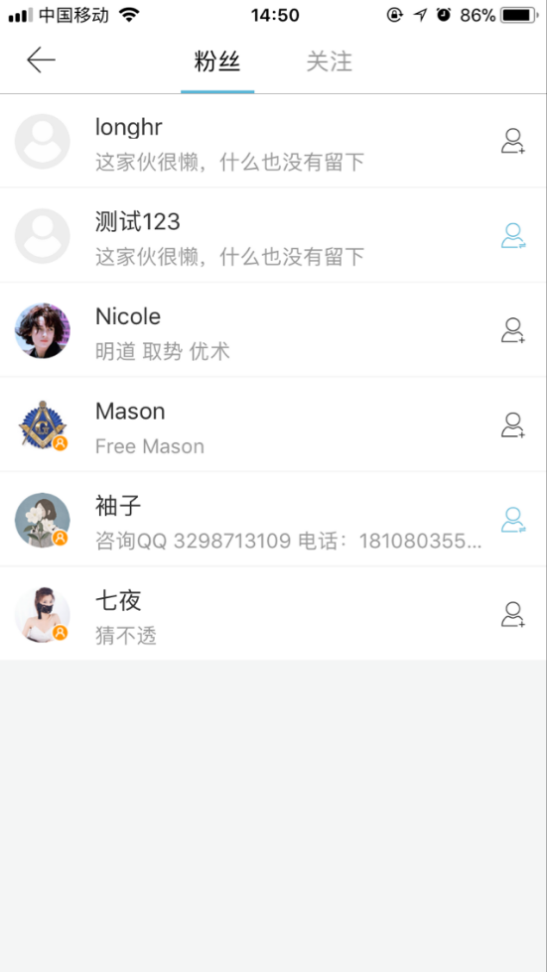 中国移动 14:50 86%
粉丝 关注
longhr
这家伙很懒，什么也没有留下
测试123
这家伙很懒，什么也没有留下
Nicole
明道 取势 优术
Mason
Free Mason
袖子
咨询QQ 3298713109 电话：181080355...
七夜
猜不透